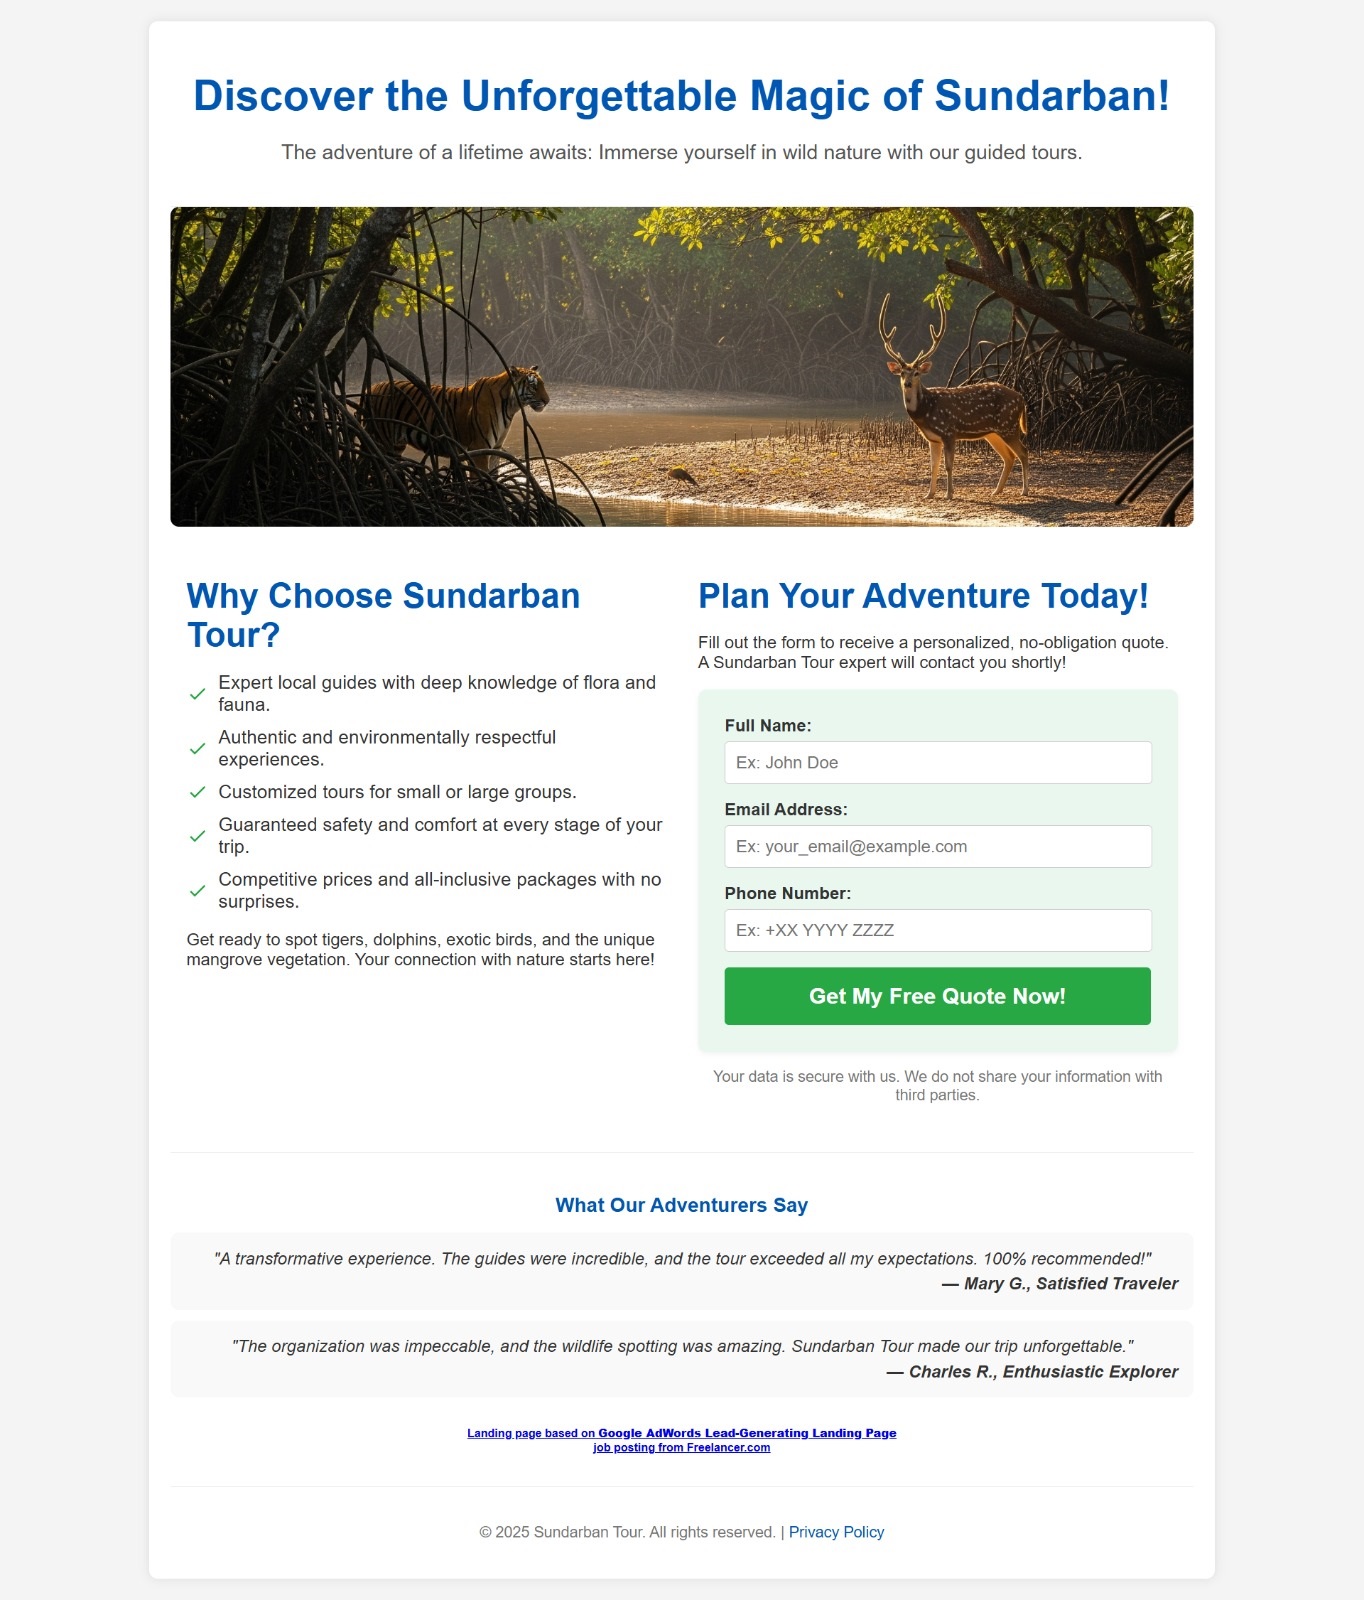 Discover the Unforgettable Magic of Sundarban!
The adventure of a lifetime awaits: Immerse yourself in wild nature with our guided tours.
Why Choose Sundarban
Tour?
Expert local guides with deep knowledge of flora and
fauna.
Authentic and environmentally respectful
experiences.
Customized tours for small or large groups.
Guaranteed safety and comfort at every stage of your
trip.
Competitive prices and all-inclusive packages with no
surprises.
Get ready to spot tigers, dolphins, exotic birds, and the unique
mangrove vegetation. Your connection with nature starts here!
Plan Your Adventure Today!
Fill out the form to receive a personalized, no-obligation quote.
A Sundarban Tour expert will contact you shortly!
Full Name:
Ex: John Doe
Email Address:
Ex: your_email@example.com
Phone Number:
Ex: +XX YYYY ZZZZ
Get My Free Quote Now!
Your data is secure with us. We do not share your information with
third parties.
What Our Adventurers Say
"A transformative experience. The guides were incredible, and the tour exceeded all my expectations. 100% recommended!"
— Mary G., Satisfied Traveler
"The organization was impeccable, and the wildlife spotting was amazing. Sundarban Tour made our trip unforgettable."
— Charles R., Enthusiastic Explorer
Landing page based on Google AdWords Lead-Generating Landing Page
job posting from Freelancer.com
© 2025 Sundarban Tour. All rights reserved. | Privacy Policy